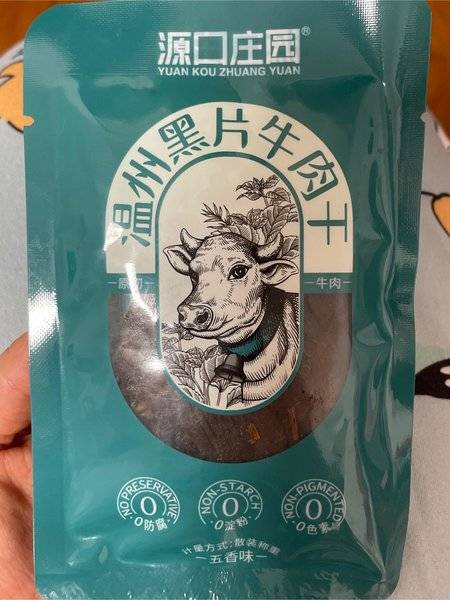 源口庄园®
YUAN KOU ZHUANG YUAN
温州黑片牛肉干
原切 牛肉
NO PRESERVATIVE NON-STARCH NON-PIGMENTED
0 0 0
0防腐 0淀粉 0色素
计量方式:散装称重
五香味